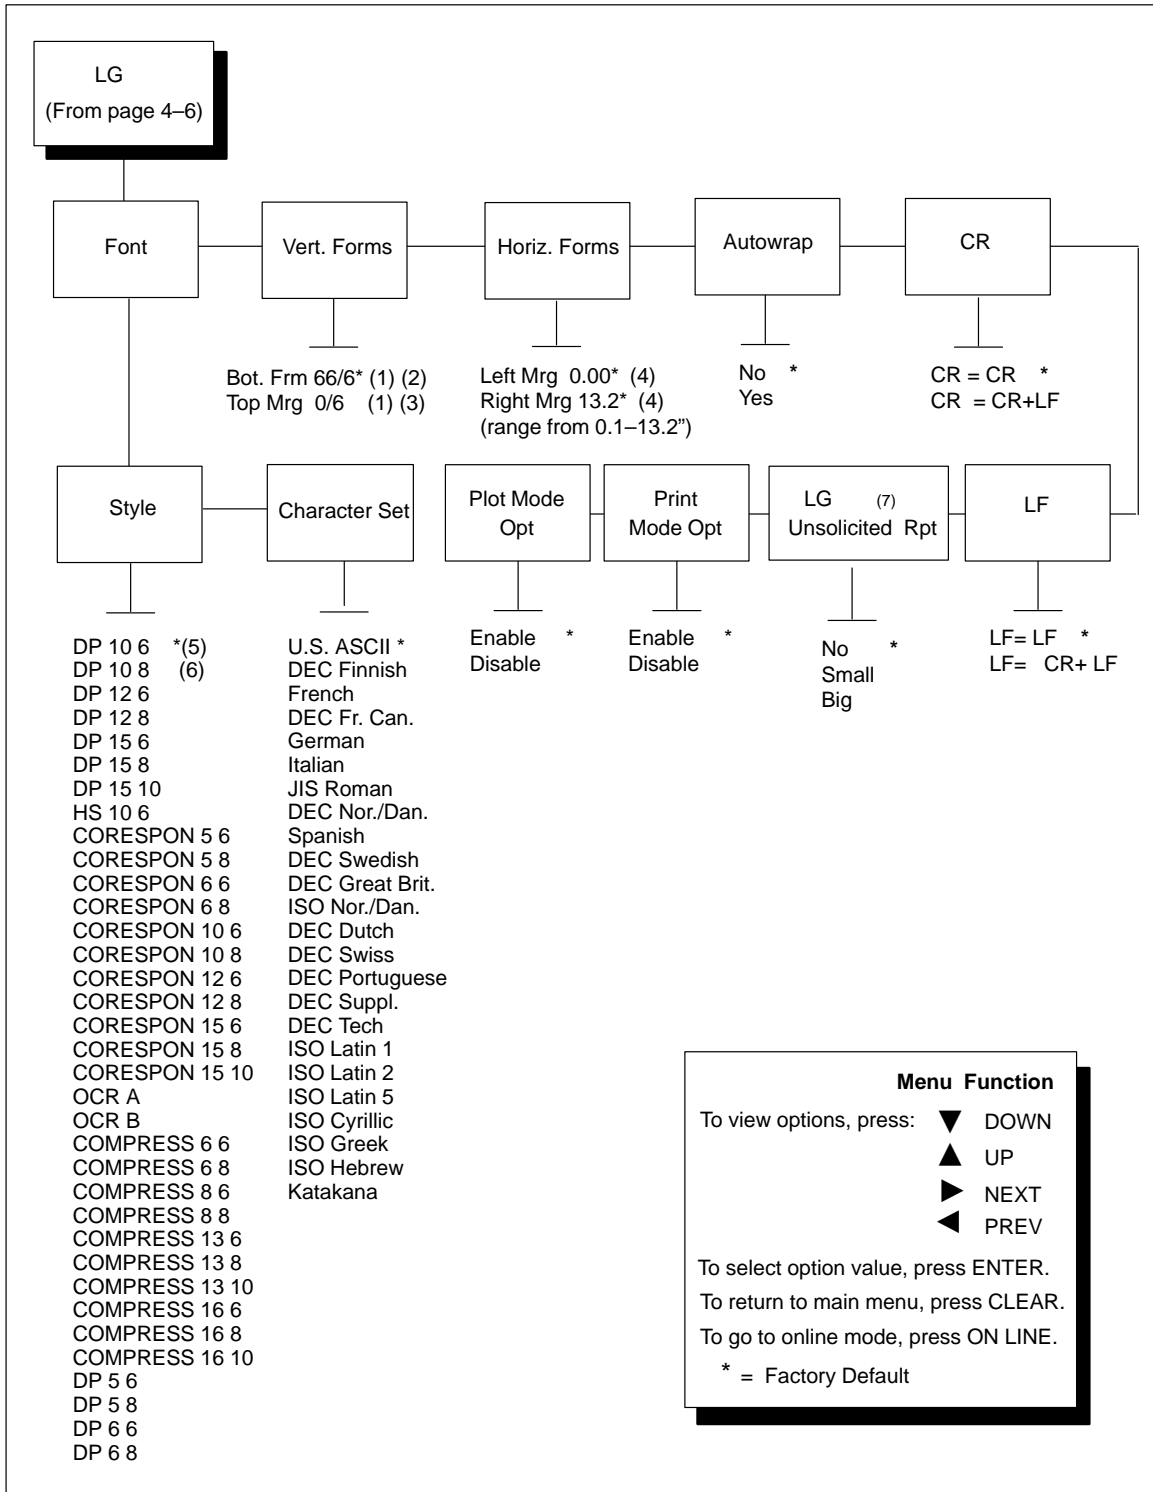 LG
(From page 4–6)
Font
Vert. Forms
Horiz. Forms
Autowrap
CR
Bot. Frm 66/6* (1) (2)
Top Mrg 0/6 (1) (3)
Left Mrg 0.00* (4)
Right Mrg 13.2* (4)
(range from 0.1–13.2”)
No *
Yes
CR = CR *
CR = CR+LF
Style
Character Set
Plot Mode
Opt
Print
Mode Opt
LG (7)
Unsolicited Rpt
LF
DP 10 6 *(5)
DP 10 8 (6)
DP 12 6
DP 12 8
DP 15 6
DP 15 8
DP 15 10
HS 10 6
CORESPON 5 6
CORESPON 5 8
CORESPON 6 6
CORESPON 6 8
CORESPON 10 6
CORESPON 10 8
CORESPON 12 6
CORESPON 12 8
CORESPON 15 6
CORESPON 15 8
CORESPON 15 10
OCR A
OCR B
COMPRESS 6 6
COMPRESS 6 8
COMPRESS 8 6
COMPRESS 8 8
COMPRESS 13 6
COMPRESS 13 8
COMPRESS 13 10
COMPRESS 16 6
COMPRESS 16 8
COMPRESS 16 10
DP 5 6
DP 5 8
DP 6 6
DP 6 8
U.S. ASCII *
DEC Finnish
French
DEC Fr. Can.
German
Italian
JIS Roman
DEC Nor./Dan.
Spanish
DEC Swedish
DEC Great Brit.
ISO Nor./Dan.
DEC Dutch
DEC Swiss
DEC Portuguese
DEC Suppl.
DEC Tech
ISO Latin 1
ISO Latin 2
ISO Latin 5
ISO Cyrillic
ISO Greek
ISO Hebrew
Katakana
Enable *
Disable
Enable *
Disable
No *
Small
Big
LF= LF *
LF= CR+ LF
Menu Function
To view options, press: ▼ DOWN
▲ UP
▶ NEXT
◀ PREV
To select option value, press ENTER.
To return to main menu, press CLEAR.
To go to online mode, press ON LINE.
* = Factory Default